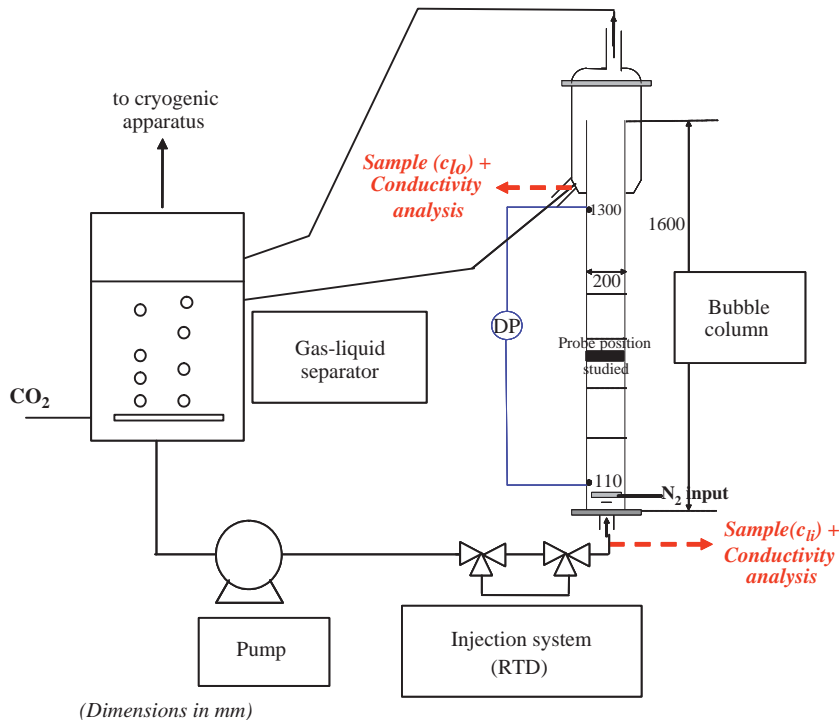 to cryogenic
apparatus
Sample (clo) +
Conductivity
analysis
1300
1600
200
Bubble
column
DP
Probe position
studied
Gas-liquid
separator
CO2
110
N2 input
Sample(cli) +
Conductivity
analysis
Pump
Injection system
(RTD)
(Dimensions in mm)